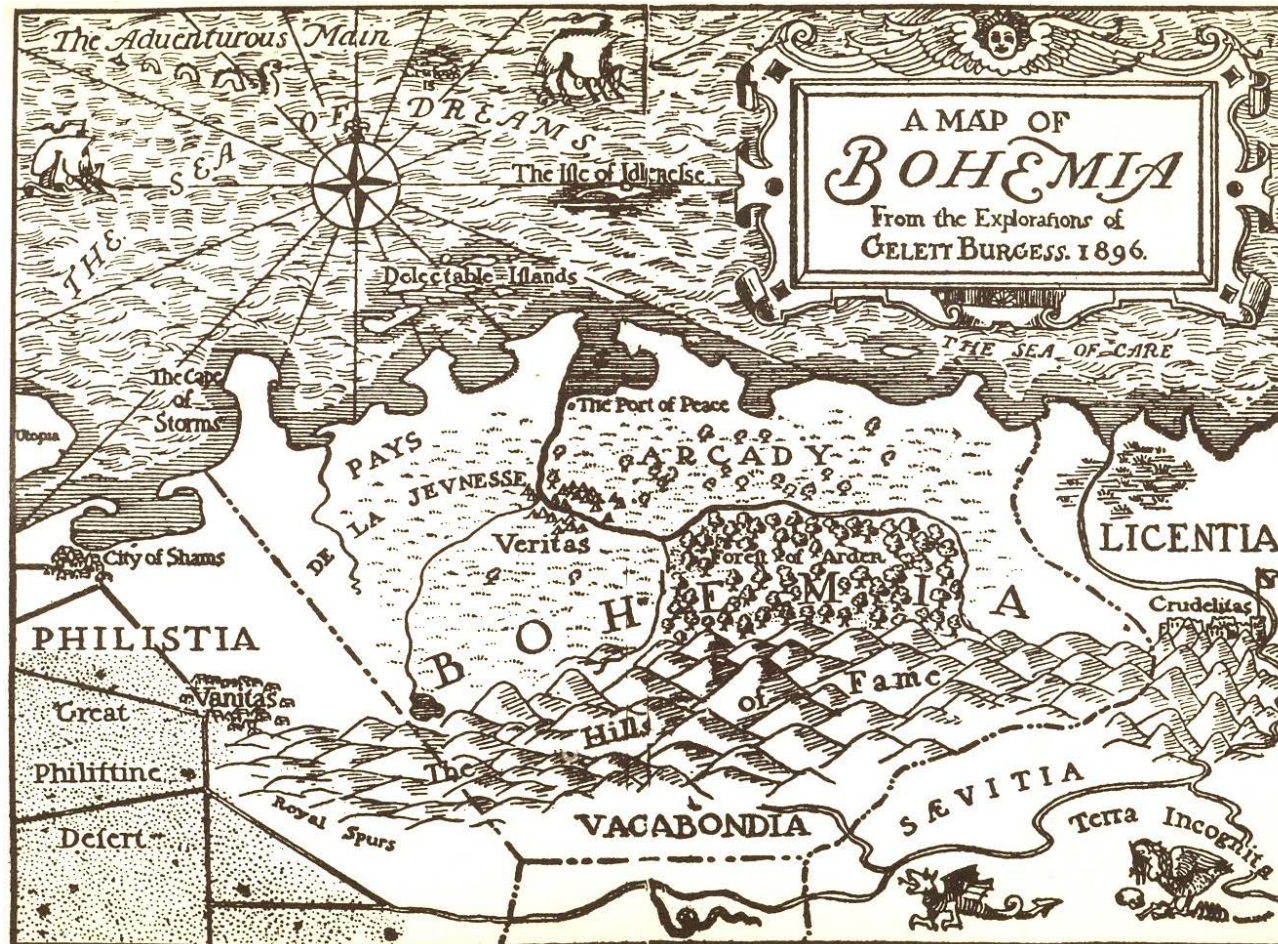 The Adventurous Main
THE SEA OF DREAMS
The Isle of Idlenesse
Delectable Islands
A MAP OF
BOHEMIA
From the Explorations of
GELETT BURGESS. 1896.
THE SEA OF CARE
The Cape
of
Storms
Utopia
The Port of Peace
PAYS
DE LA JEVNESSE
ARCADY
Veritas
Forest of Arden
BOHEMIA
LICENTIA
Crudelitas
City of Shams
PHILISTIA
Vanitas
Great
Philistine
Desert
The Hills of Fame
Royal Spurs
VAGABONDIA
SÆVITIA
Terra Incognita